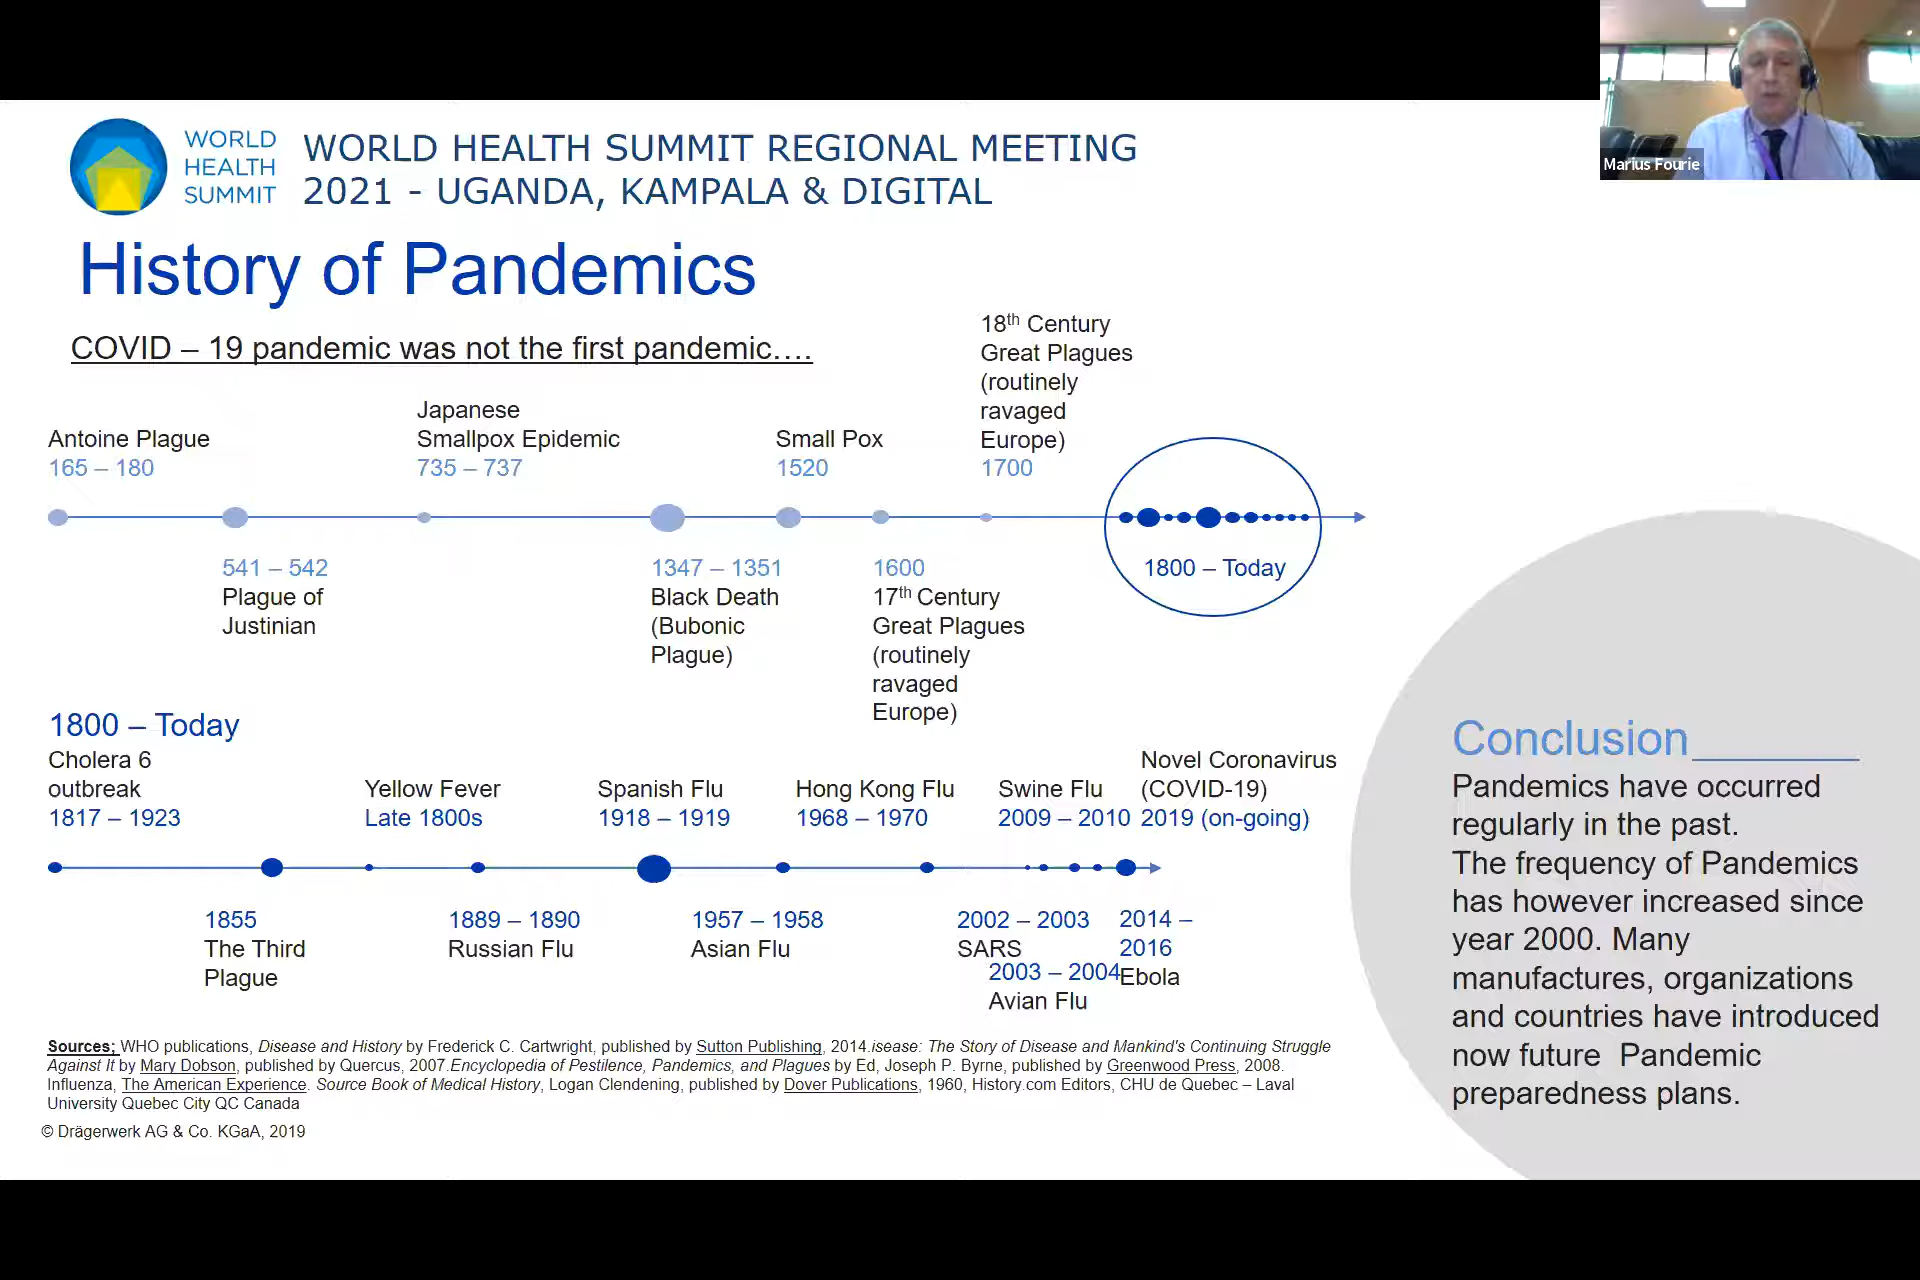 Marius Fourie
WORLD
HEALTH
SUMMIT
WORLD HEALTH SUMMIT REGIONAL MEETING
2021 - UGANDA, KAMPALA & DIGITAL
History of Pandemics
COVID – 19 pandemic was not the first pandemic....
Antoine Plague
165 – 180
Japanese
Smallpox Epidemic
735 – 737
Small Pox
1520
18th Century
Great Plagues
(routinely
ravaged
Europe)
1700
541 – 542
Plague of
Justinian
1347 – 1351
Black Death
(Bubonic
Plague)
1600
17th Century
Great Plagues
(routinely
ravaged
Europe)
1800 – Today
1800 – Today
Cholera 6
outbreak
1817 – 1923
Yellow Fever
Late 1800s
Spanish Flu
1918 – 1919
Hong Kong Flu
1968 – 1970
Swine Flu
2009 – 2010
Novel Coronavirus
(COVID-19)
2019 (on-going)
1855
The Third
Plague
1889 – 1890
Russian Flu
1957 – 1958
Asian Flu
2002 – 2003
SARS
2003 – 2004
Avian Flu
2014 –
2016
Ebola
Conclusion
Pandemics have occurred
regularly in the past.
The frequency of Pandemics
has however increased since
year 2000. Many
manufactures, organizations
and countries have introduced
now future Pandemic
preparedness plans.
Sources; WHO publications, Disease and History by Frederick C. Cartwright, published by Sutton Publishing, 2014.isease: The Story of Disease and Mankind's Continuing Struggle
Against It by Mary Dobson, published by Quercus, 2007.Encyclopedia of Pestilence, Pandemics, and Plagues by Ed, Joseph P. Byrne, published by Greenwood Press, 2008.
Influenza, The American Experience. Source Book of Medical History, Logan Clendening, published by Dover Publications, 1960, History.com Editors, CHU de Quebec – Laval
University Quebec City QC Canada
© Drägerwerk AG & Co. KGaA, 2019